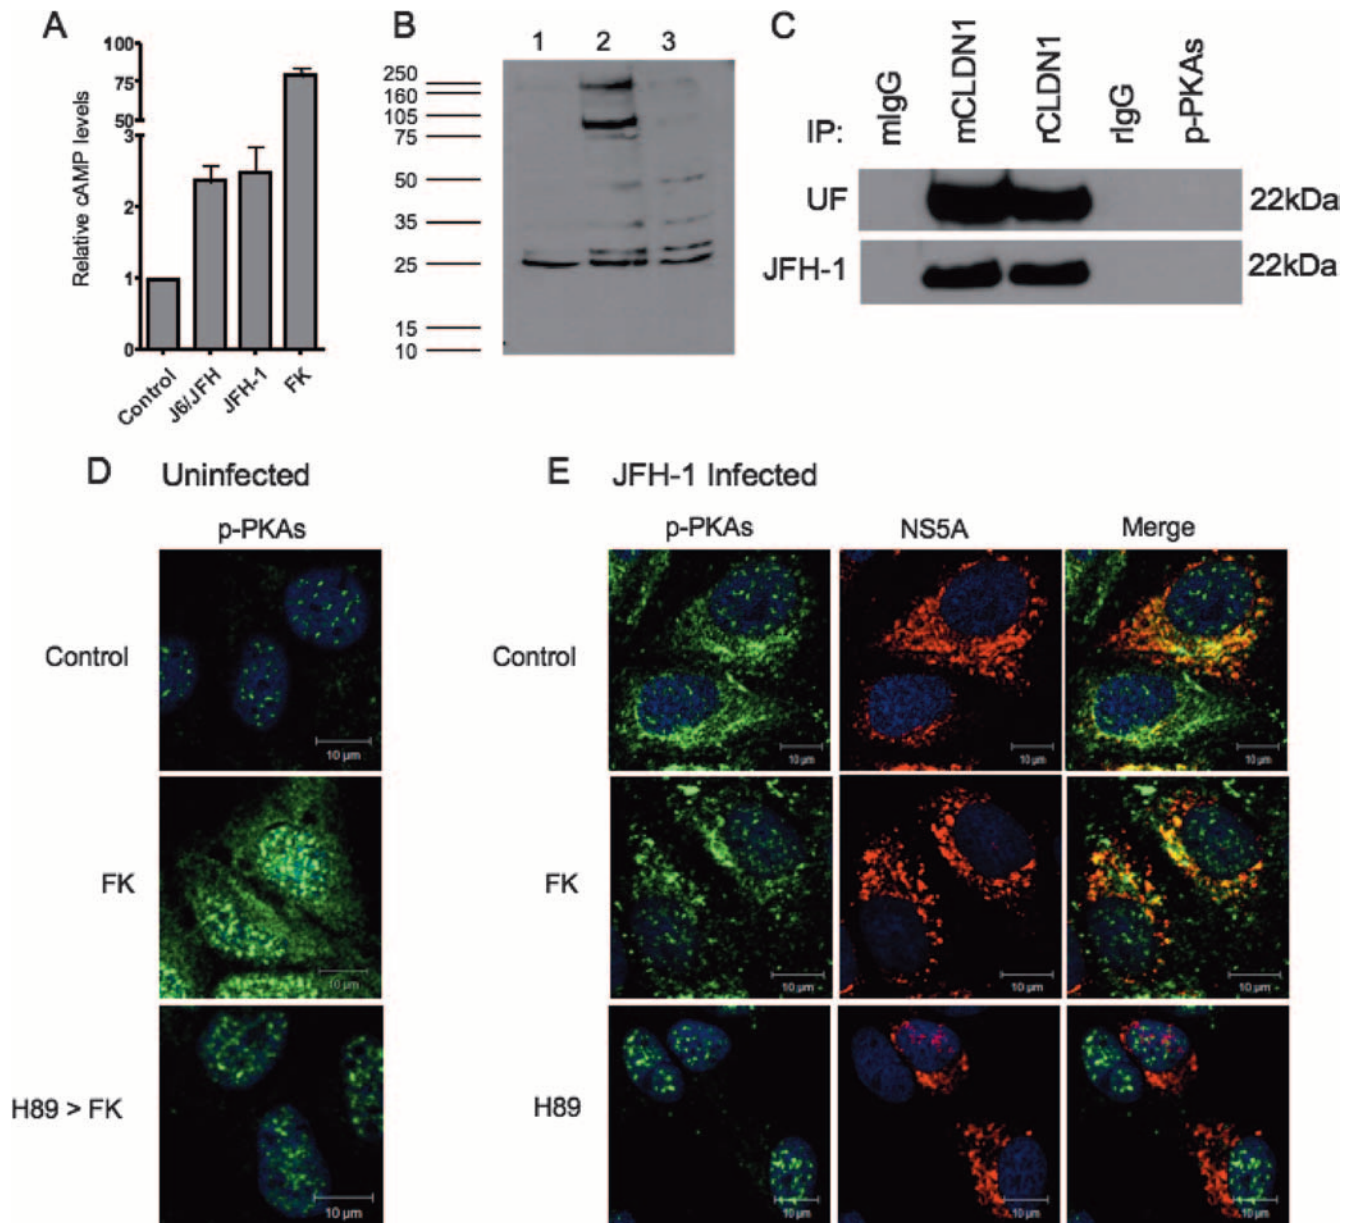 A
Relative cAMP levels
100
75
50
3
2
1
0
Control
J6/JFH
JFH-1
FK
B
1 2 3
250
160
105
75
50
35
25
15
10
C
IP: mIgG mCLDN1 rCLDN1 rIgG p-PKAs
UF 22kDa
JFH-1 22kDa
D Uninfected
p-PKAs
Control
10 µm
FK
10 µm
H89 > FK
10 µm
E JFH-1 Infected
p-PKAs NS5A Merge
Control
10 µm 10 µm 10 µm
FK
10 µm 10 µm 10 µm
H89
10 µm 10 µm 10 µm